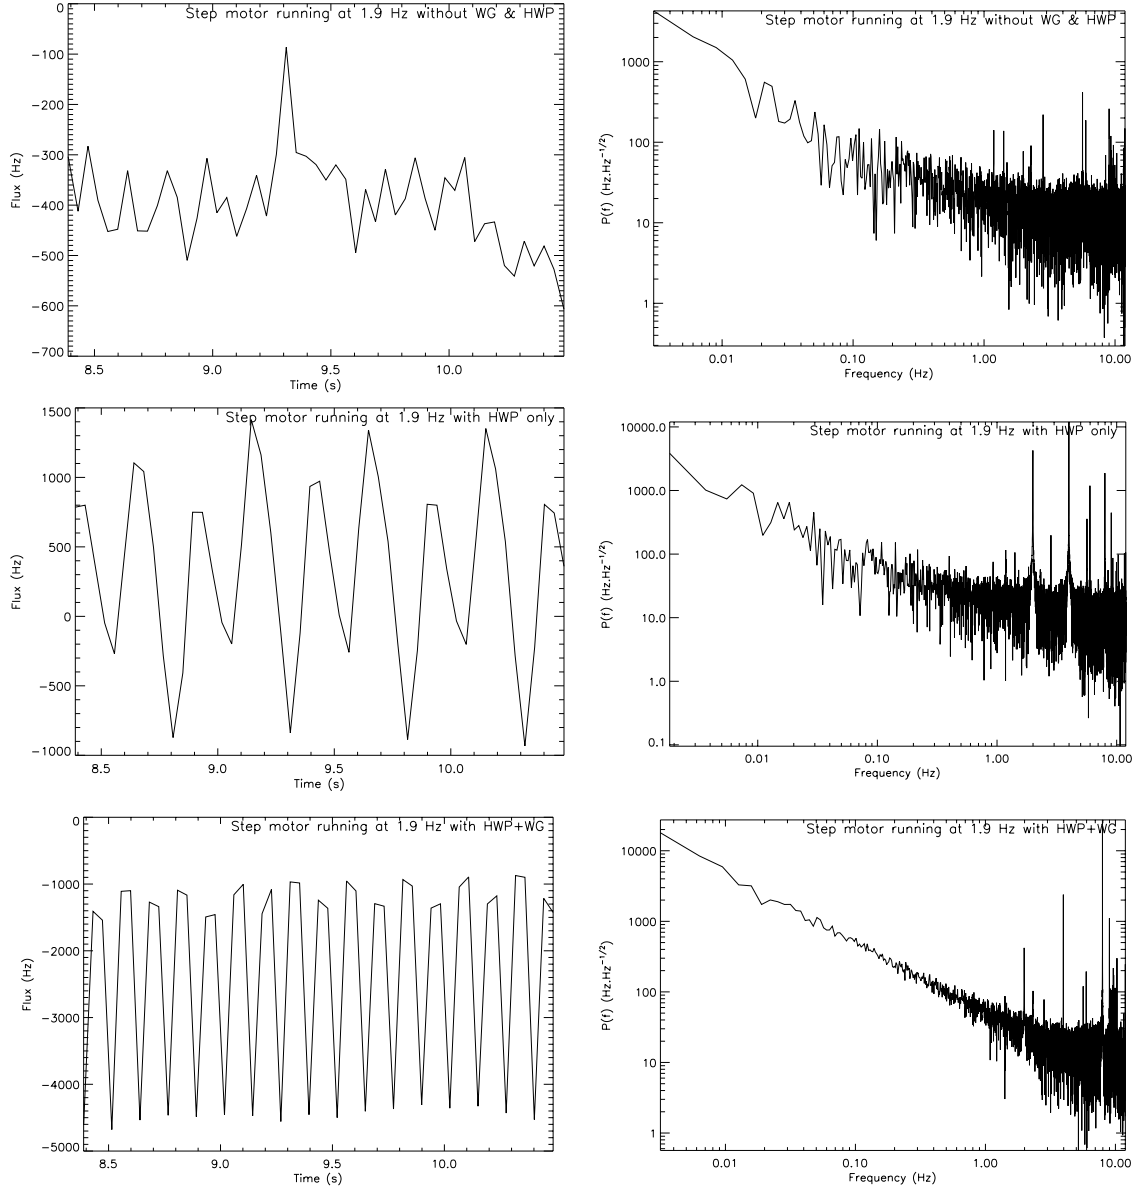 Step motor running at 1.9 Hz without WG & HWP
0
−100
−200
−300
−400
−500
−600
−700
Flux (Hz)
8.5 9.0 9.5 10.0
Time (s)
Step motor running at 1.9 Hz without WG & HWP
1000
100
10
1
P(f) (Hz.Hz^−1/2)
0.01 0.10 1.00 10.00
Frequency (Hz)
Step motor running at 1.9 Hz with HWP only
1500
1000
500
0
−500
−1000
Flux (Hz)
8.5 9.0 9.5 10.0
Time (s)
Step motor running at 1.9 Hz with HWP only
10000.0
1000.0
100.0
10.0
1.0
0.1
P(f) (Hz.Hz^−1/2)
0.01 0.10 1.00 10.00
Frequency (Hz)
Step motor running at 1.9 Hz with HWP+WG
0
−1000
−2000
−3000
−4000
−5000
Flux (Hz)
8.5 9.0 9.5 10.0
Time (s)
Step motor running at 1.9 Hz with HWP+WG
10000
1000
100
10
1
P(f) (Hz.Hz^−1/2)
0.01 0.10 1.00 10.00
Frequency (Hz)